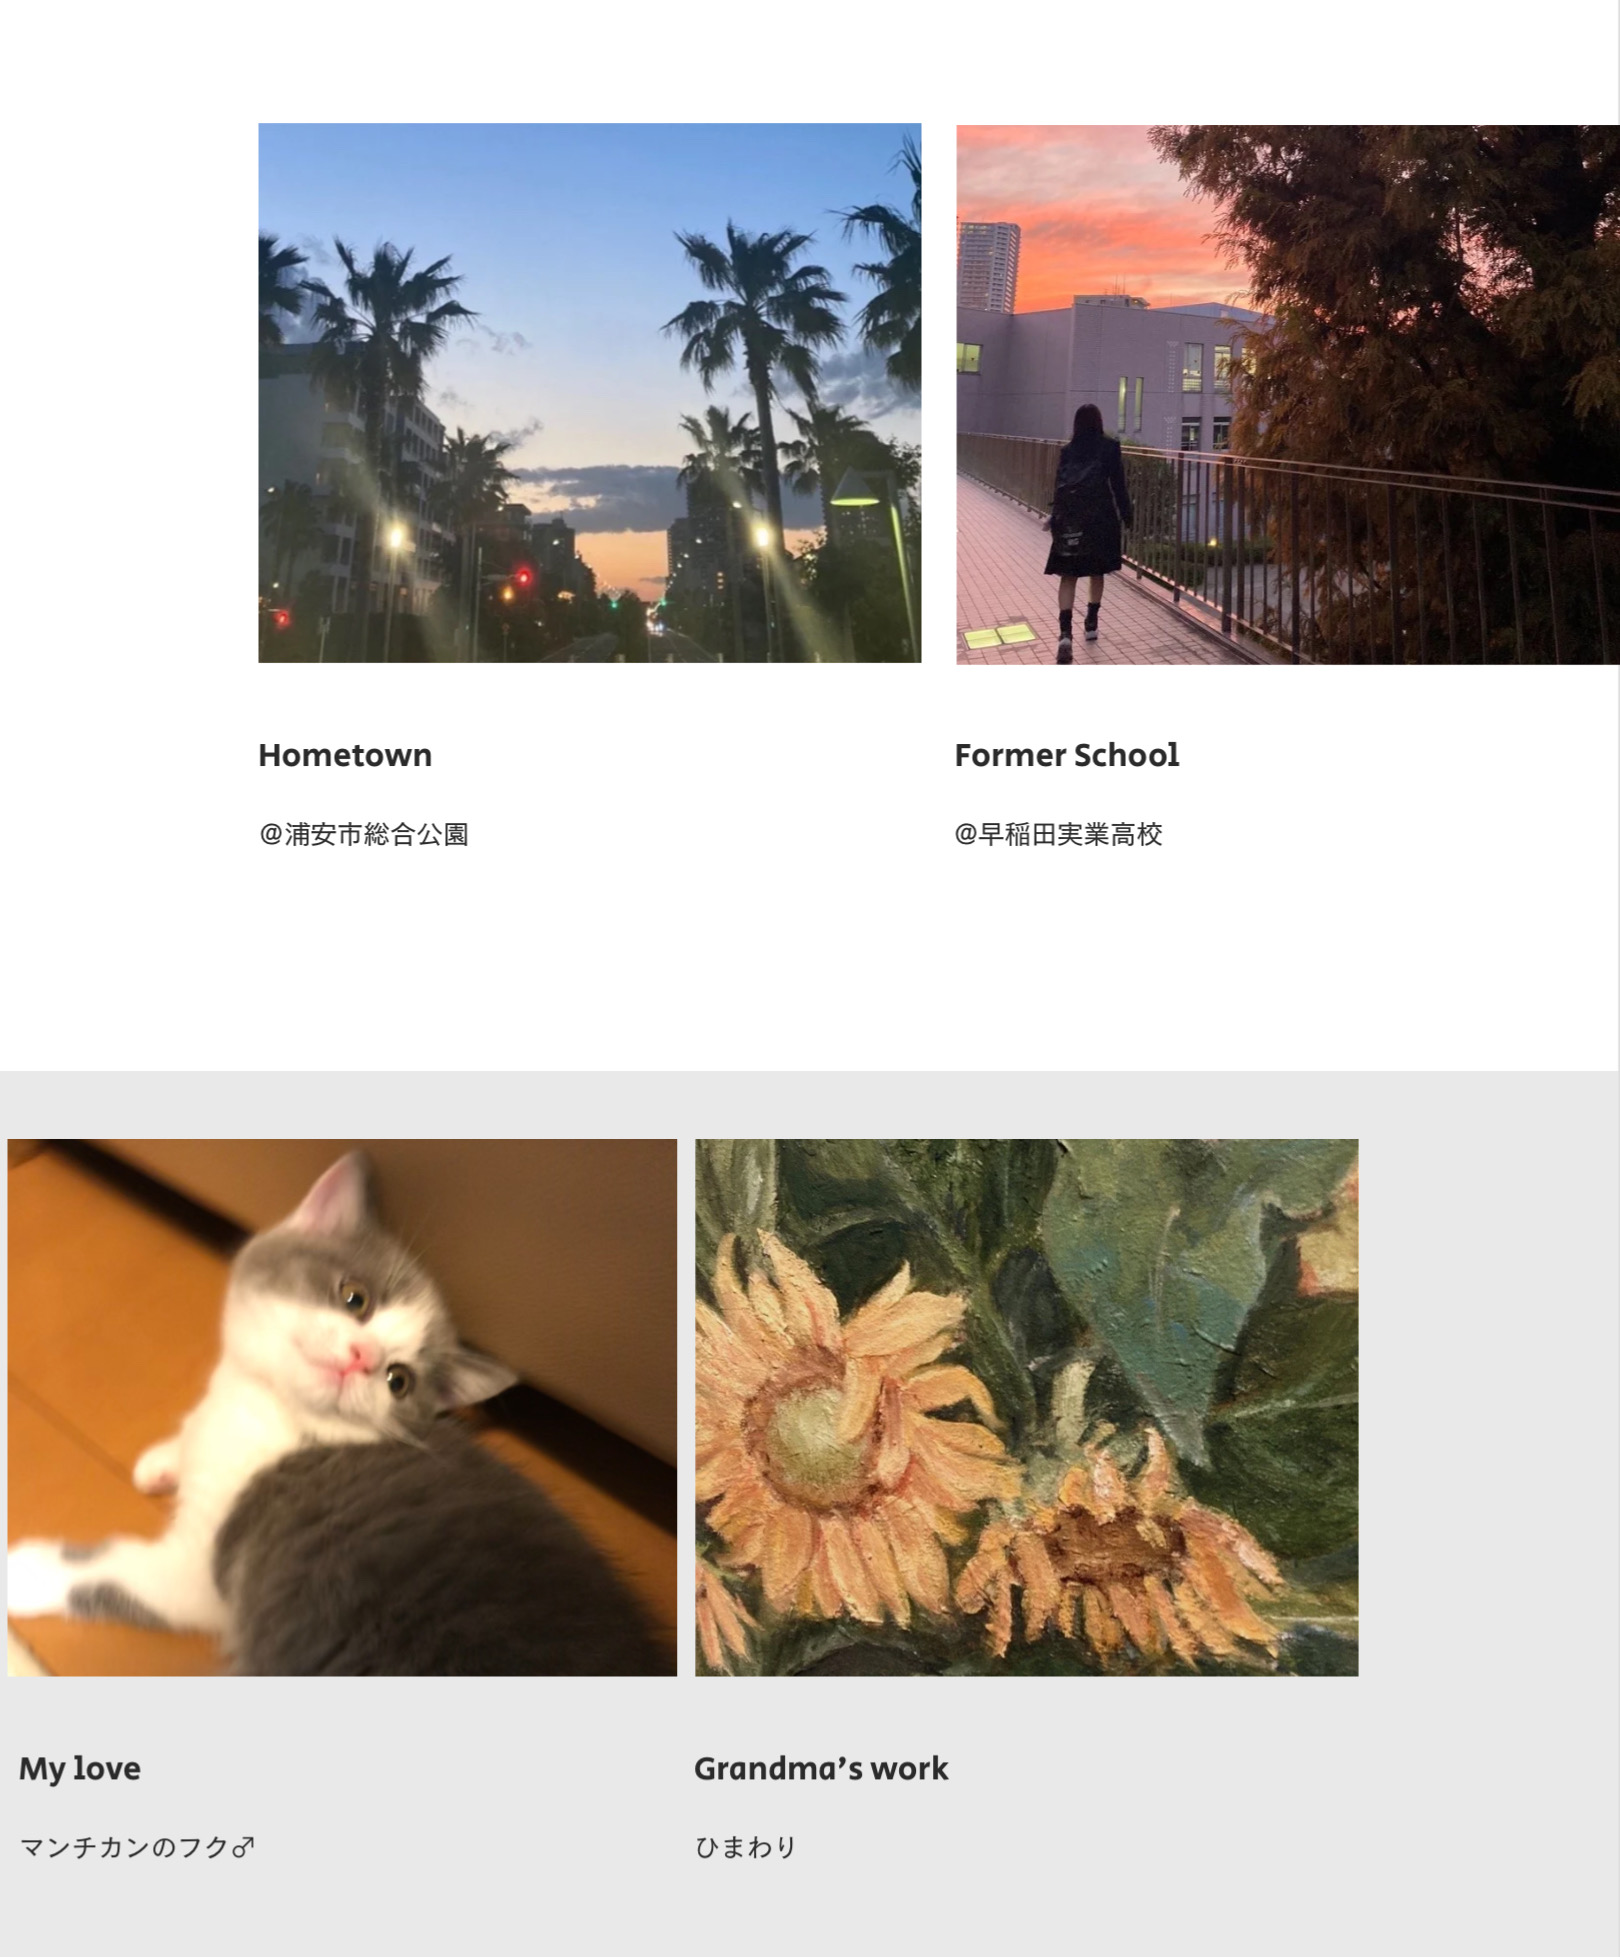 Hometown
@浦安市総合公園
Former School
@早稲田実業高校
My love
マンチカンのフク♂
Grandma's work
ひまわり